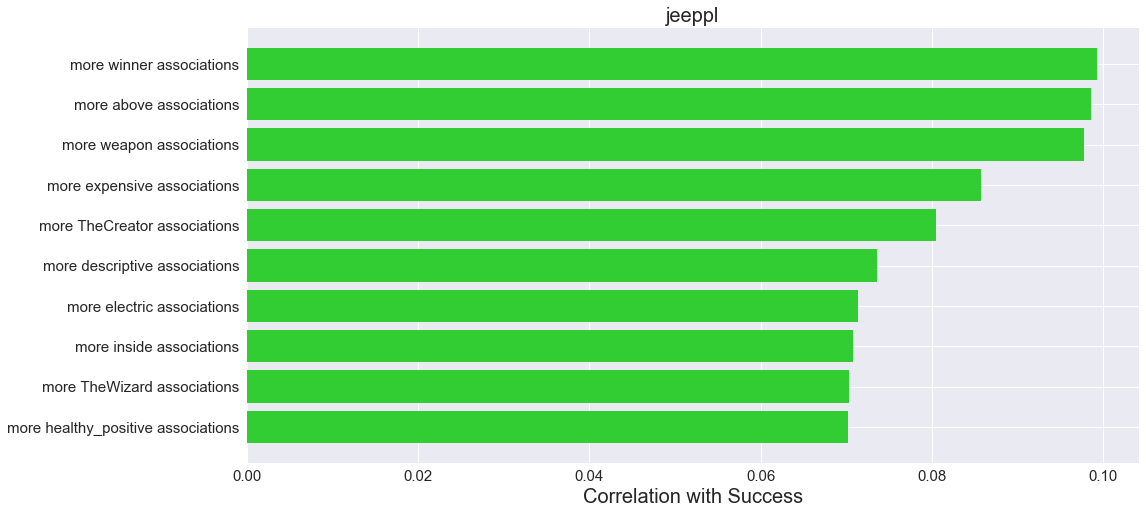 jeeppl
more winner associations
more above associations
more weapon associations
more expensive associations
more TheCreator associations
more descriptive associations
more electric associations
more inside associations
more TheWizard associations
more healthy_positive associations
0.00 0.02 0.04 0.06 0.08 0.10
Correlation with Success